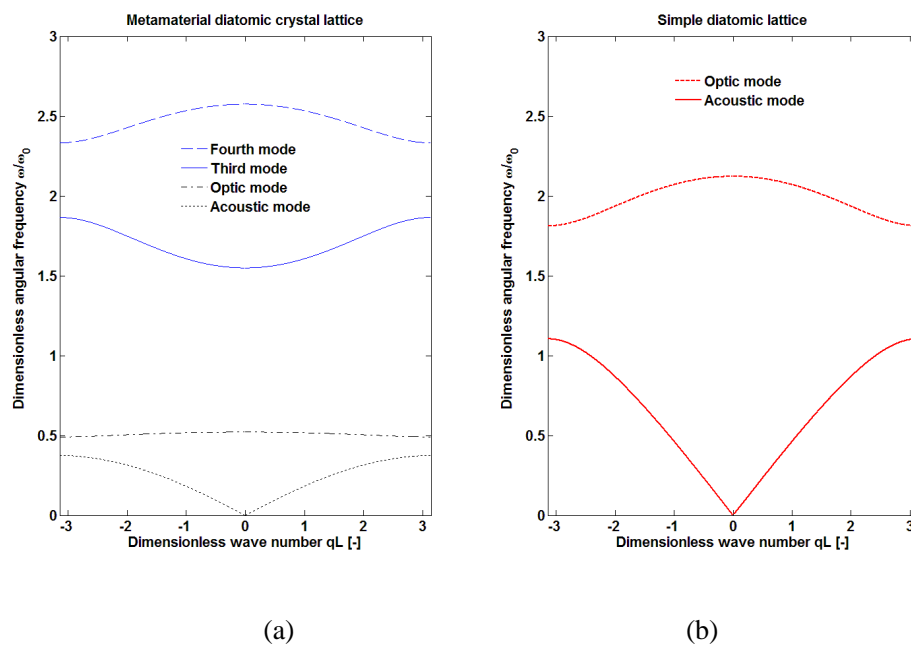 Metamaterial diatomic crystal lattice
3
2.5
2
1.5
1
0.5
0
-3
-2
-1
0
1
2
3
Dimensionless angular frequency ω/ω0
Dimensionless wave number qL [-]
Fourth mode
Third mode
Optic mode
Acoustic mode
(a)
Simple diatomic lattice
3
2.5
2
1.5
1
0.5
0
-3
-2
-1
0
1
2
3
Dimensionless angular frequency ω/ω0
Dimensionless wave number qL [-]
Optic mode
Acoustic mode
(b)